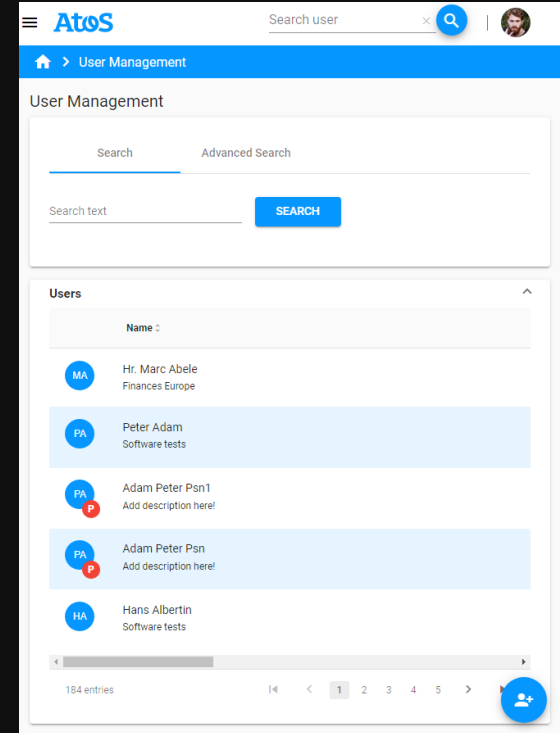 Atos
Search user
User Management
User Management
Search
Advanced Search
Search text
SEARCH
Users
Name
MA
Hr. Marc Abele
Finances Europe
PA
Peter Adam
Software tests
PA
P
Adam Peter Psn1
Add description here!
PA
P
Adam Peter Psn
Add description here!
HA
Hans Albertin
Software tests
184 entries
1 2 3 4 5